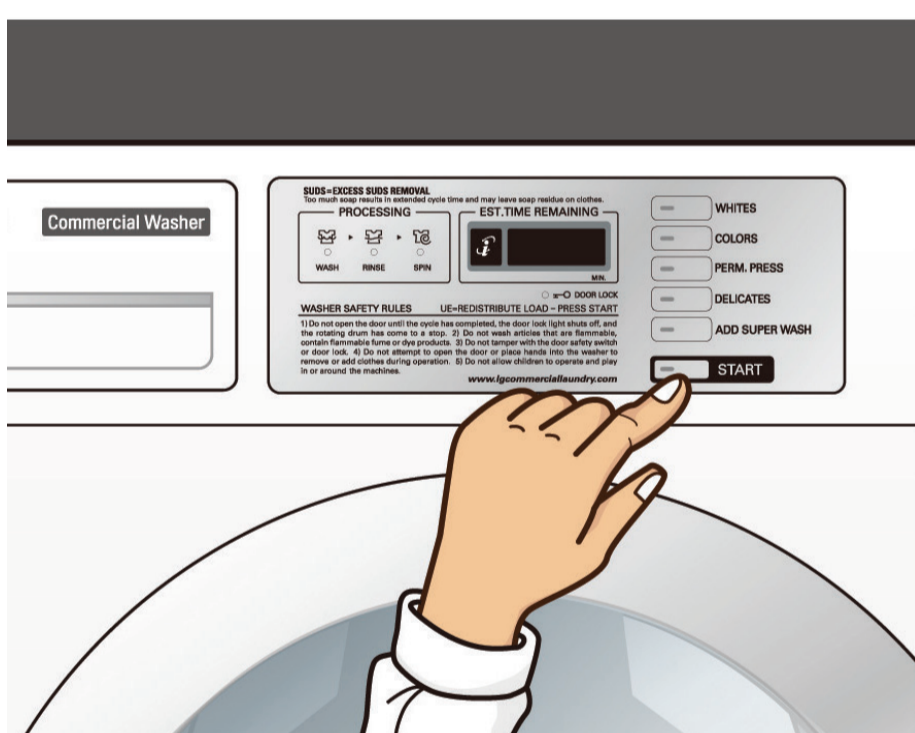 Commercial Washer
SUDS=EXCESS SUDS REMOVAL
Too much soap results in extended cycle time and may leave soap residue on clothes.
PROCESSING
WASH
RINSE
SPIN
EST.TIME REMAINING
i
MIN.
DOOR LOCK
WASHER SAFETY RULES
UE=REDISTRIBUTE LOAD - PRESS START
1) Do not open the door until the cycle has completed, the door lock light shuts off, and
the rotating drum has come to a stop. 2) Do not wash articles that are flammable,
contain flammable fume or dye products. 3) Do not tamper with the door safety switch
or door lock. 4) Do not attempt to open the door or place hands into the washer to
remove or add clothes during operation. 5) Do not allow children to operate and play
in or around the machines.
www.lgcommerciallaundry.com
WHITES
COLORS
PERM. PRESS
DELICATES
ADD SUPER WASH
START